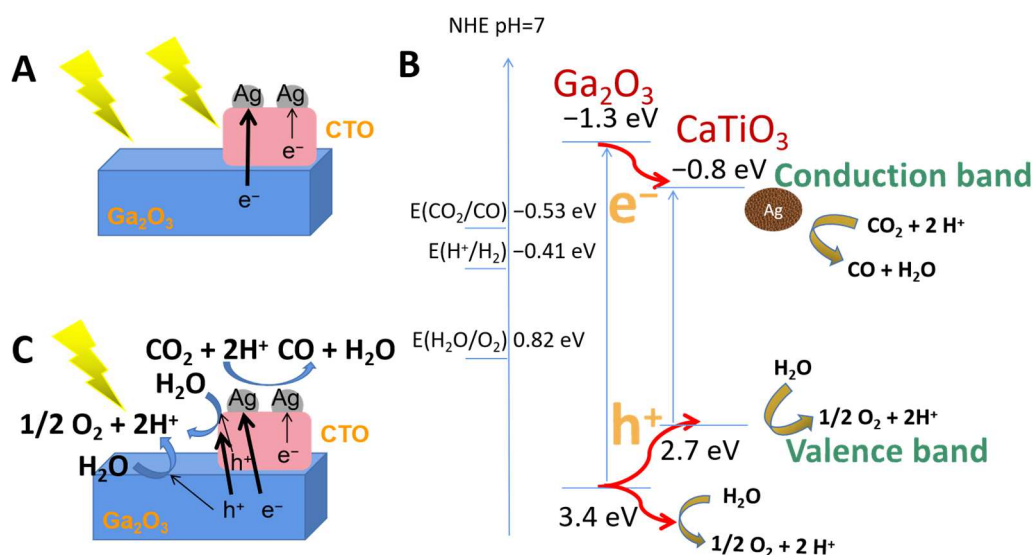 A
Ag
Ag
CTO
e⁻
e⁻
Ga₂O₃
NHE pH=7
B
Ga₂O₃
−1.3 eV
CaTiO₃
−0.8 eV
Conduction band
e⁻
Ag
E(CO₂/CO) −0.53 eV
CO₂ + 2 H⁺
E(H⁺/H₂) −0.41 eV
CO + H₂O
E(H₂O/O₂) 0.82 eV
H₂O
1/2 O₂ + 2H⁺
h⁺
2.7 eV
Valence band
3.4 eV
H₂O
1/2 O₂ + 2 H⁺
C
CO₂ + 2H⁺ CO + H₂O
H₂O
Ag
Ag
1/2 O₂ + 2H⁺
CTO
H₂O
h⁺
e⁻
h⁺
e⁻
Ga₂O₃